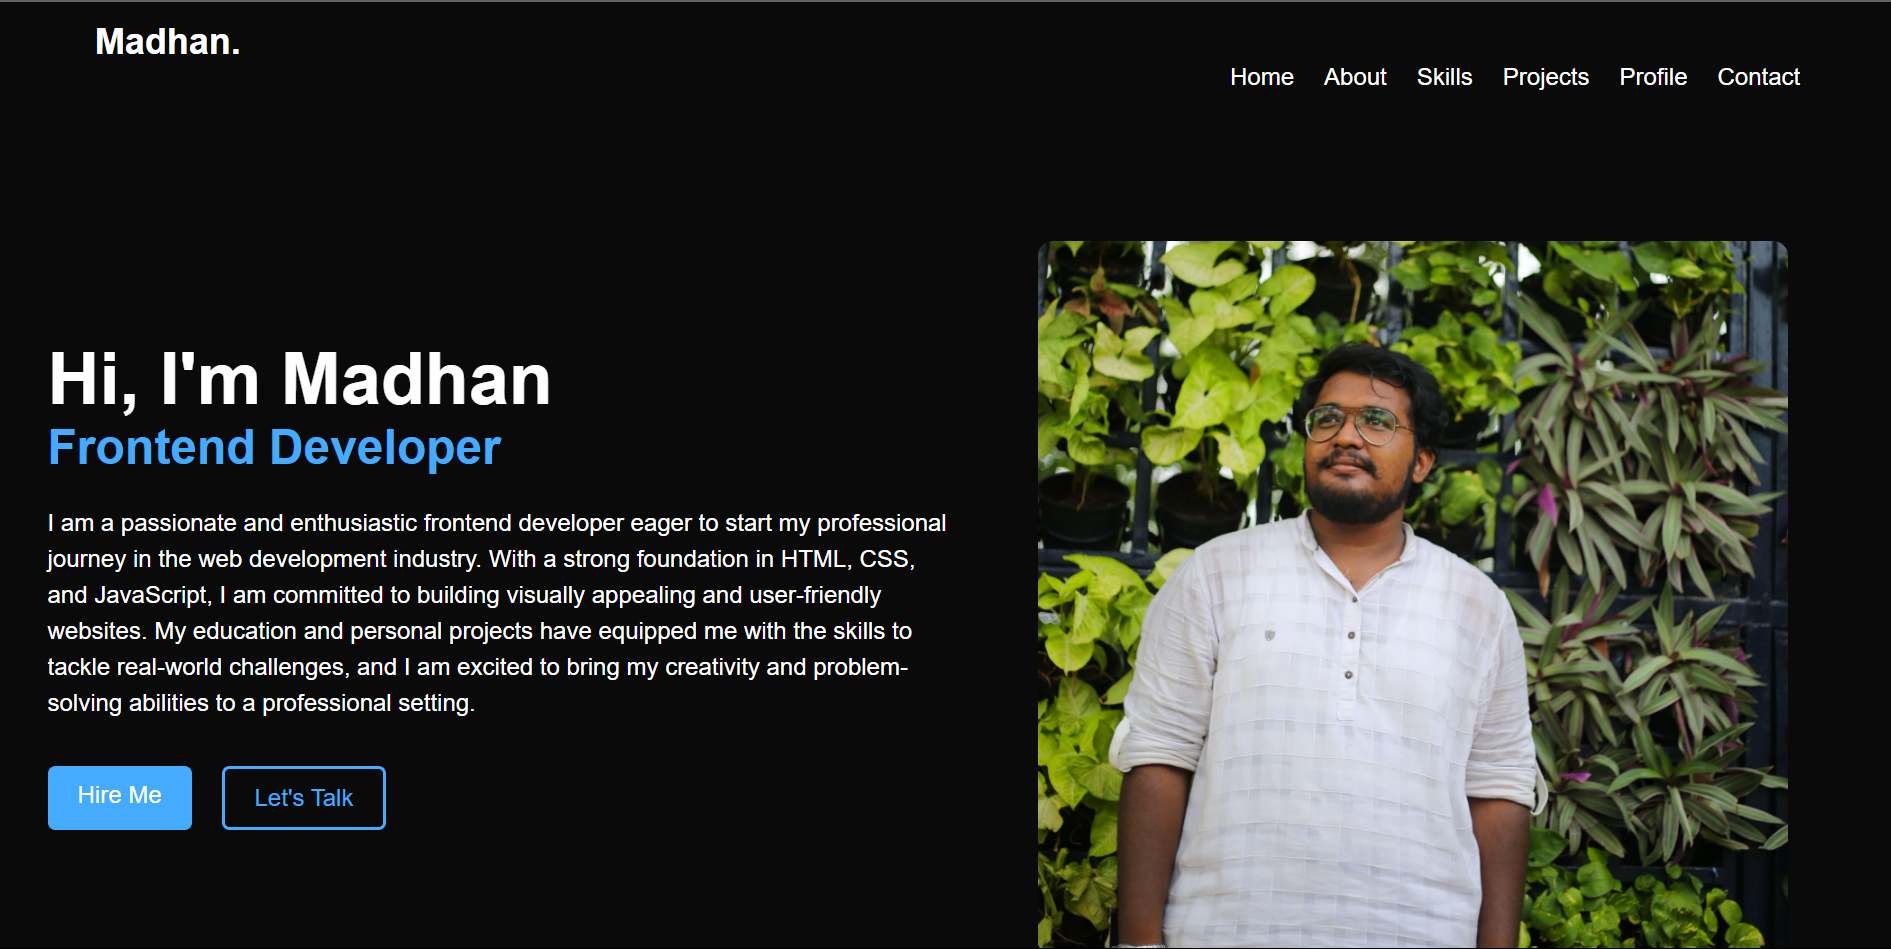 Madhan.
Home About Skills Projects Profile Contact
Hi, I'm Madhan
Frontend Developer
I am a passionate and enthusiastic frontend developer eager to start my professional
journey in the web development industry. With a strong foundation in HTML, CSS,
and JavaScript, I am committed to building visually appealing and user-friendly
websites. My education and personal projects have equipped me with the skills to
tackle real-world challenges, and I am excited to bring my creativity and problem-
solving abilities to a professional setting.
Hire Me Let's Talk